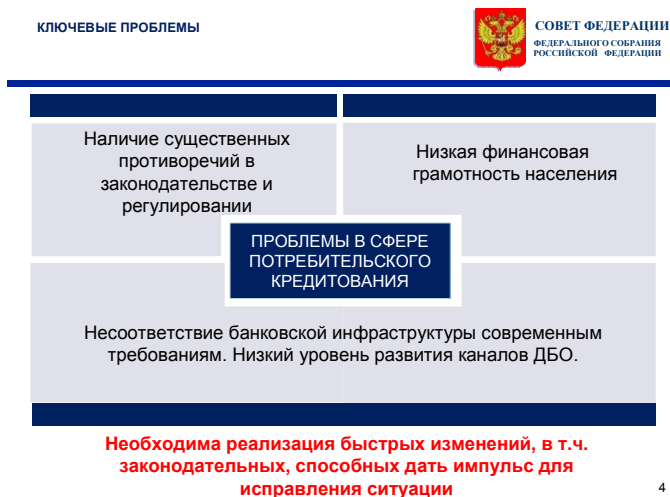 КЛЮЧЕВЫЕ ПРОБЛЕМЫ
СОВЕТ ФЕДЕРАЦИИ
ФЕДЕРАЛЬНОГО СОБРАНИЯ
РОССИЙСКОЙ ФЕДЕРАЦИИ
Наличие существенных
противоречий в
законодательстве и
регулировании
Низкая финансовая
грамотность населения
ПРОБЛЕМЫ В СФЕРЕ
ПОТРЕБИТЕЛЬСКОГО
КРЕДИТОВАНИЯ
Несоответствие банковской инфраструктуры современным
требованиям. Низкий уровень развития каналов ДБО.
Необходима реализация быстрых изменений, в т.ч.
законодательных, способных дать импульс для
исправления ситуации
4